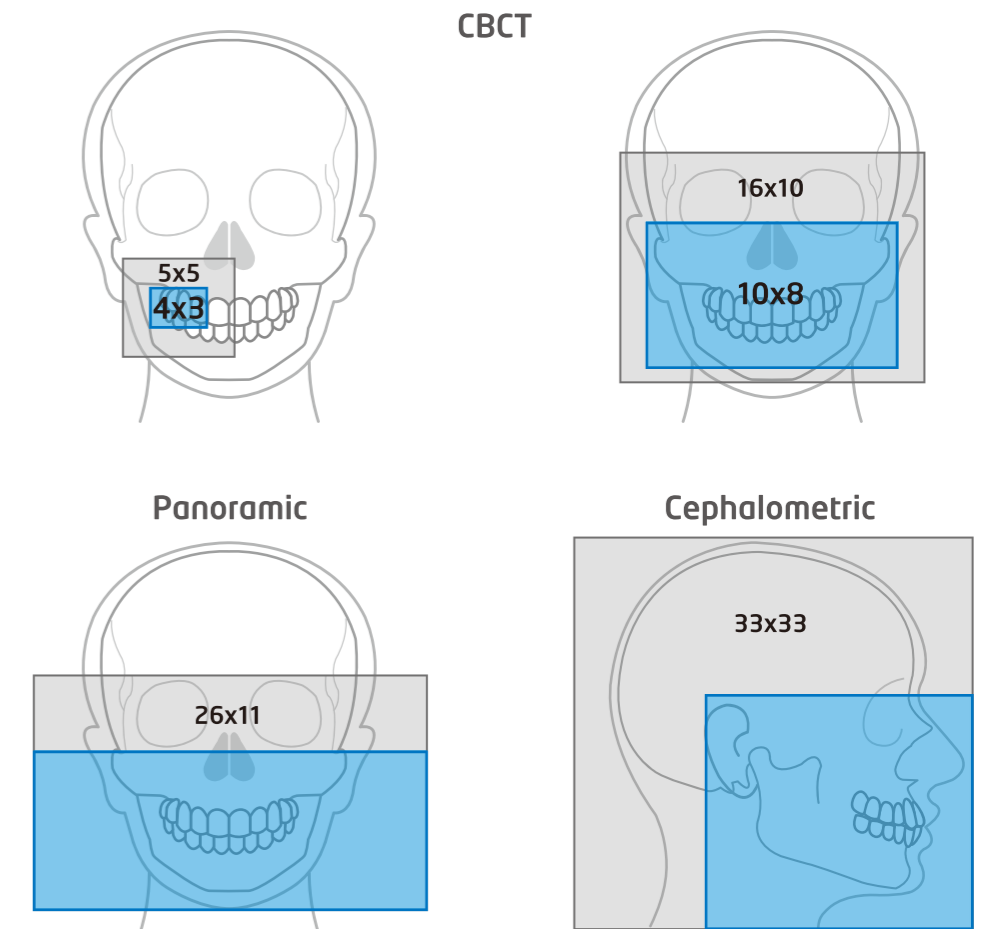 CBCT
5x5
4x3
16x10
10x8
Panoramic
26x11
Cephalometric
33x33